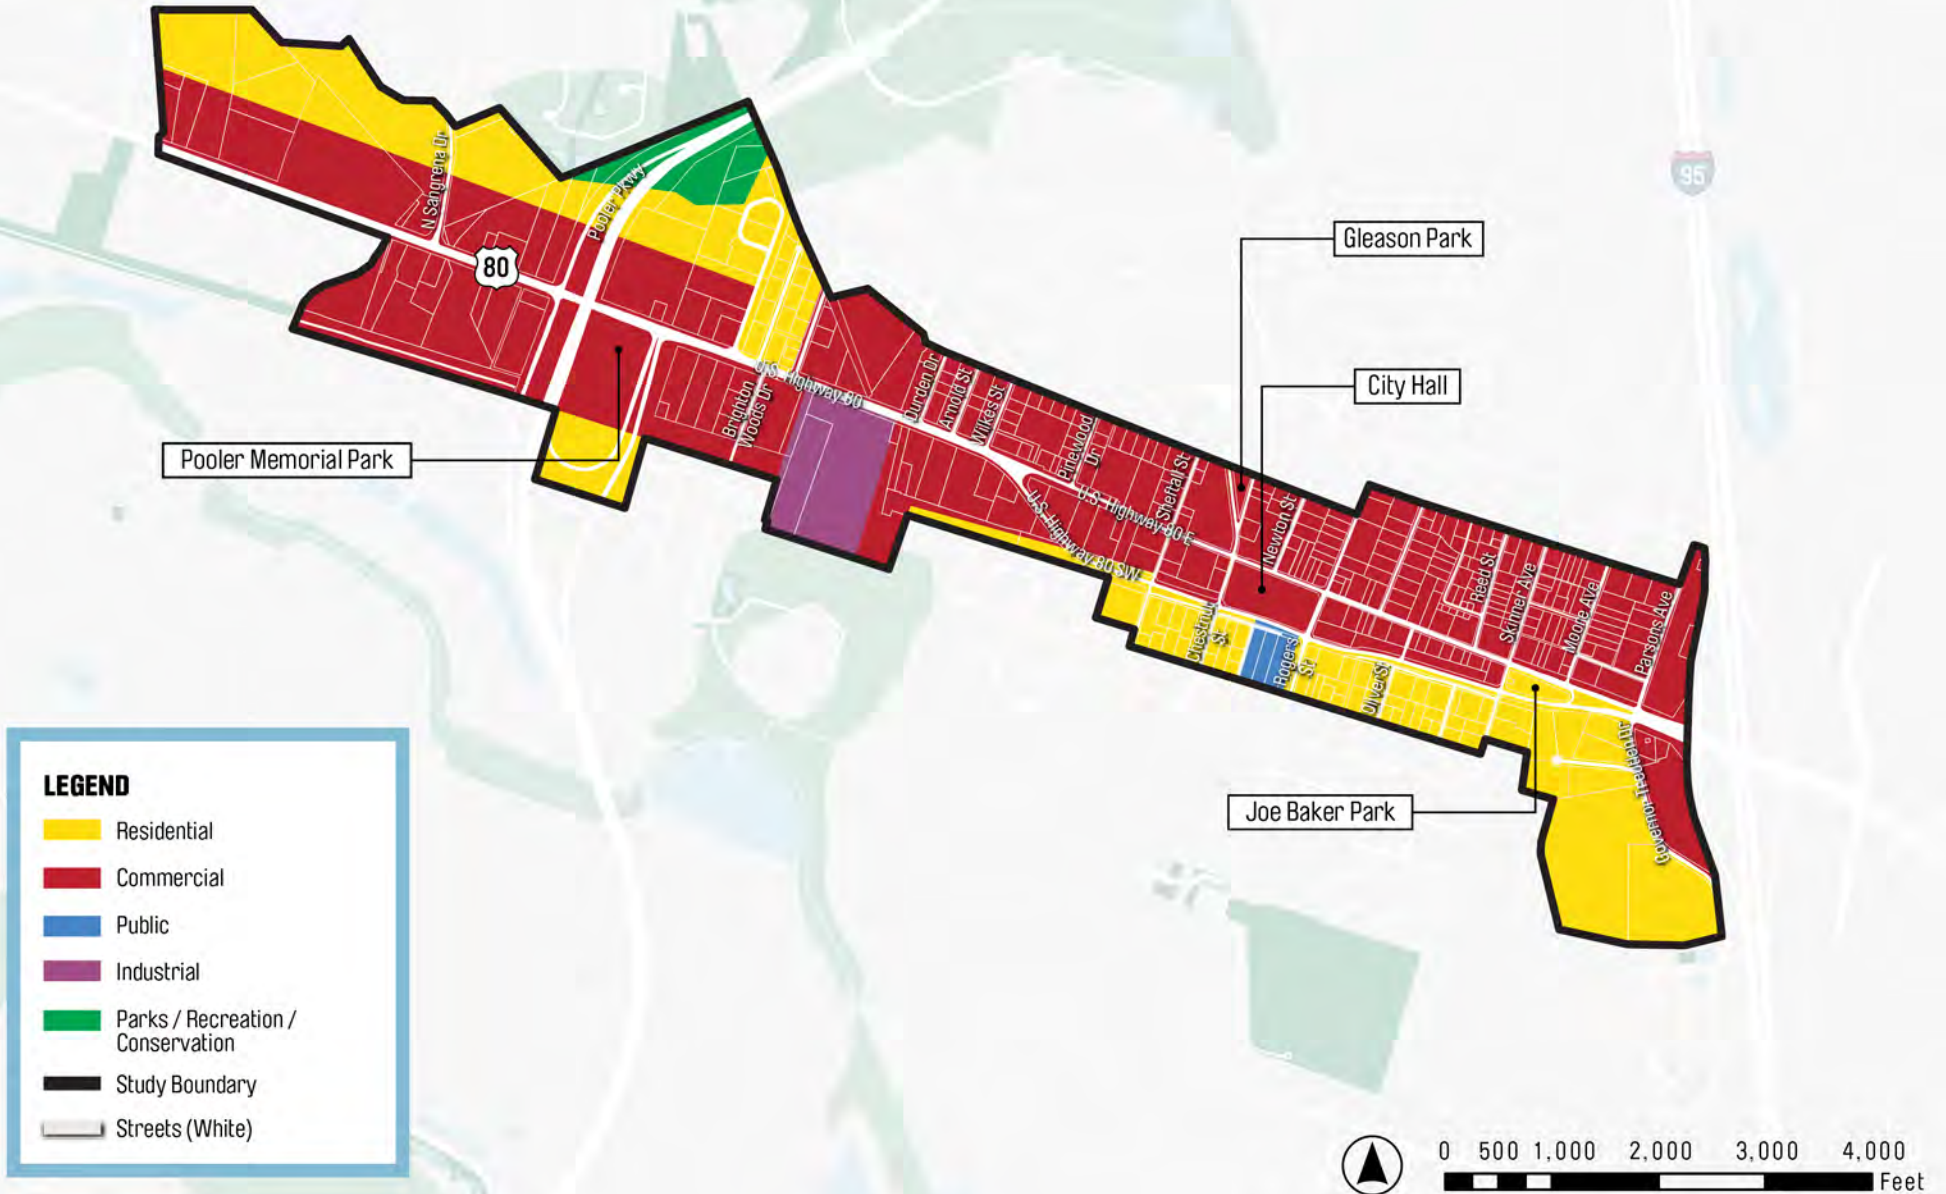 N Sangrena Dr
Pooler Pkwy
95
80
Gleason Park
City Hall
Pooler Memorial Park
U.S. Highway 80
Brighton
Woods Dr
Durden Dr
Arnold St
Wilkes St
Pinewood
Dr
Sheftall St
U.S. Highway 80 E
U.S. Highway 80 SW
Newton St
Chestnut
St
Rogers
St
Oliver St
Reed St
Skinner Ave
Moore Ave
Parsons Ave
Governor Treutlen Dr
Joe Baker Park
LEGEND
Residential
Commercial
Public
Industrial
Parks / Recreation /
Conservation
Study Boundary
Streets (White)
0 500 1,000 2,000 3,000 4,000
Feet